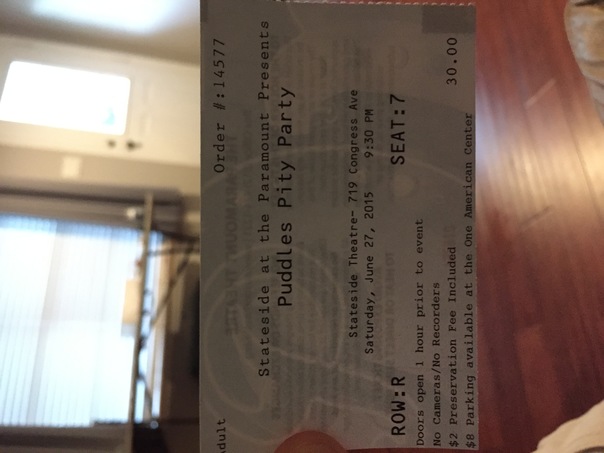 Order #:14577
Stateside at the Paramount Presents
Puddles Pity Party
Stateside Theatre- 719 Congress Ave
Saturday, June 27, 2015 9:30 PM
ROW:R SEAT:7
Doors open 1 hour prior to event
No Cameras/No Recorders
$2 Preservation Fee Included
$8 Parking available at the One American Center
30.00
dult